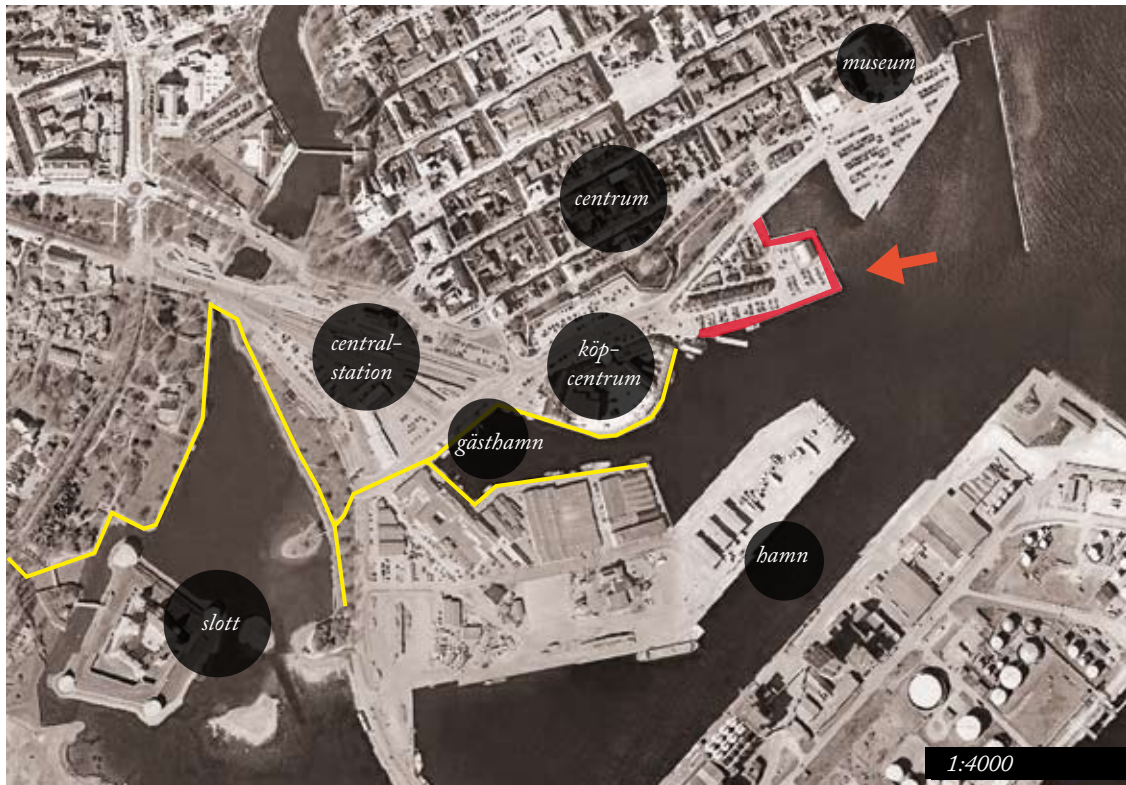 museum
centrum
central-
station
köp-
centrum
gästhamn
hamn
slott
1:4000